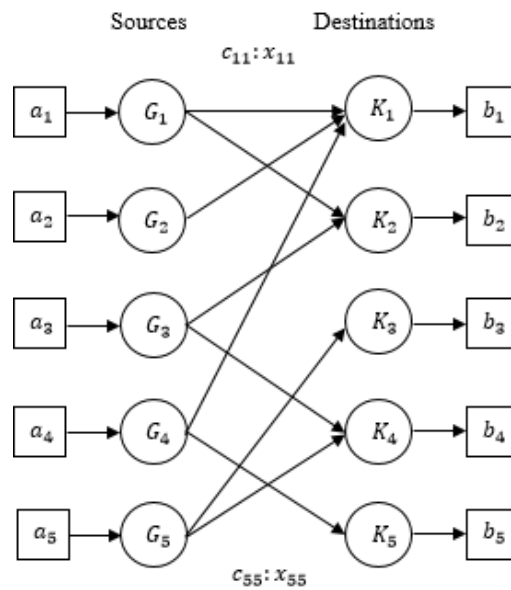 Sources Destinations
c₁₁: x₁₁
a₁ G₁ K₁ b₁
a₂ G₂ K₂ b₂
a₃ G₃ K₃ b₃
a₄ G₄ K₄ b₄
a₅ G₅ K₅ b₅
c₅₅: x₅₅